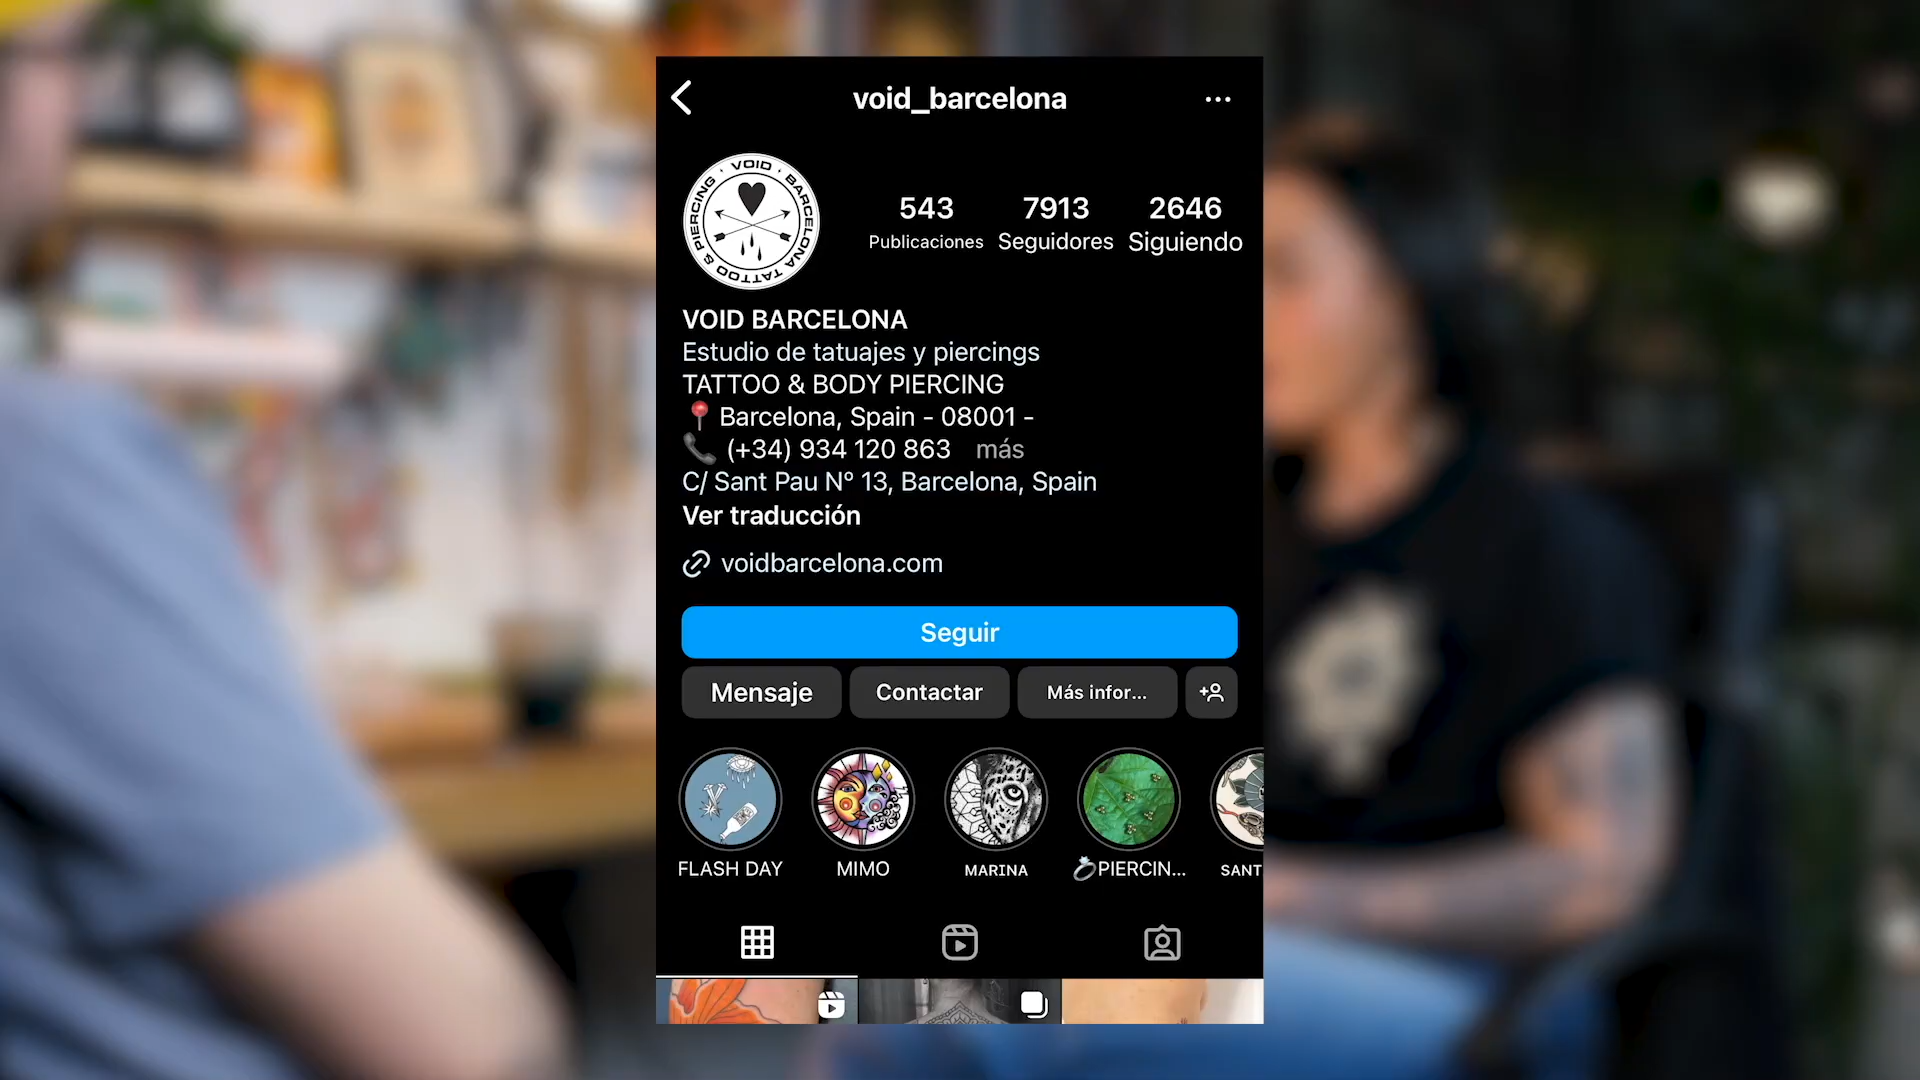 void_barcelona
VOID · BARCELONA TATTOO & PIERCING ·
543
7913
2646
Publicaciones
Seguidores
Siguiendo
VOID BARCELONA
Estudio de tatuajes y piercings
TATTOO & BODY PIERCING
📍 Barcelona, Spain - 08001 -
📞 (+34) 934 120 863 más
C/ Sant Pau Nº 13, Barcelona, Spain
Ver traducción
voidbarcelona.com
Seguir
Mensaje
Contactar
Más infor...
FLASH DAY
MIMO
MARINA
💍PIERCIN...
SANT